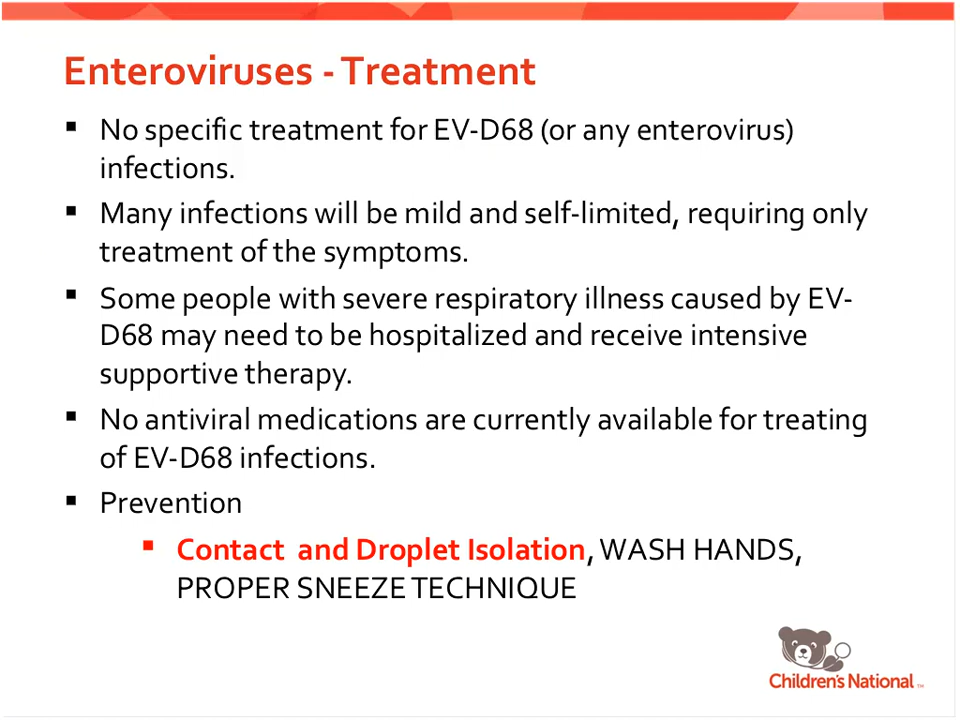 Enteroviruses - Treatment
▪ No specific treatment for EV-D68 (or any enterovirus)
infections.
▪ Many infections will be mild and self-limited, requiring only
treatment of the symptoms.
▪ Some people with severe respiratory illness caused by EV-
D68 may need to be hospitalized and receive intensive
supportive therapy.
▪ No antiviral medications are currently available for treating
of EV-D68 infections.
▪ Prevention
▪ Contact  and Droplet Isolation, WASH HANDS,
PROPER SNEEZE TECHNIQUE
Children's National ™